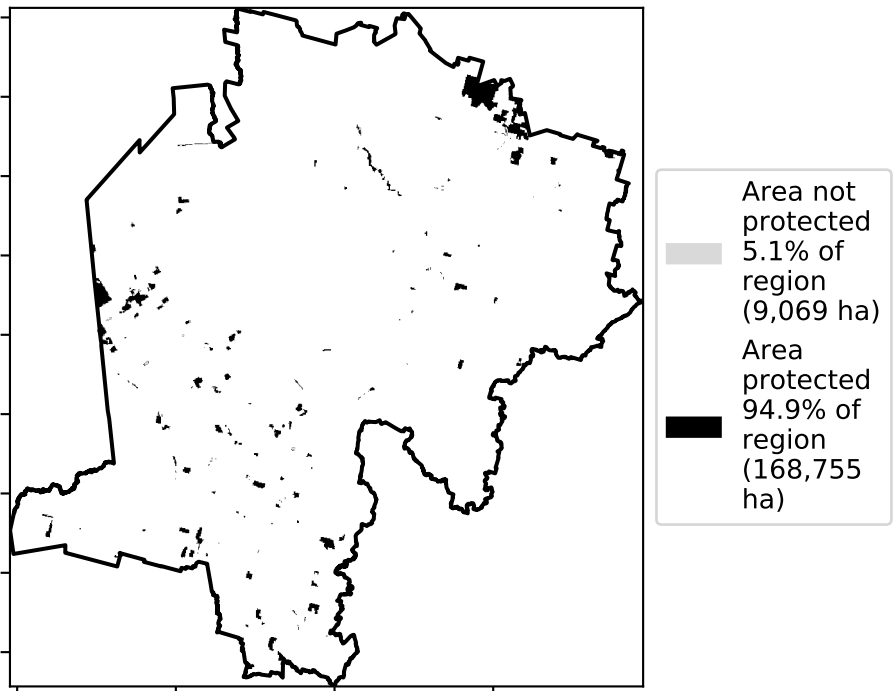 Area not
protected
5.1% of
region
(9,069 ha)
Area
protected
94.9% of
region
(168,755
ha)